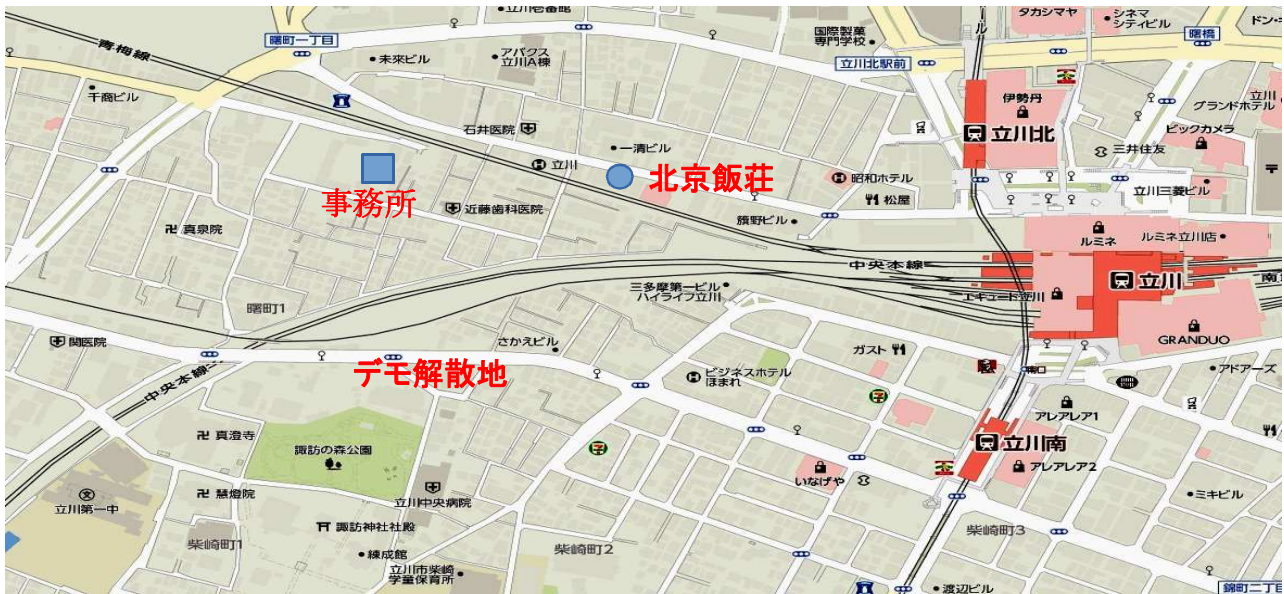 立川壱番館
タカシマヤ
シネマ
シティビル
ドン・
国際製菓
専門学校
曙町一丁目
曙橋
青梅線
アパクス
立川A棟
未來ビル
立川北駅前
千商ビル
伊勢丹
立川
グランドホテル
石井医院
立川北
ビックカメラ
一清ビル
三井住友
立川
北京飯荘
昭和ホテル
立川三菱ビル
事務所
松屋
近藤歯科医院
籏野ビル
真泉院
ルミネ
ルミネ立川店
中央本線
立川
南
三多摩第一ビル
ハイライフ立川
エキュート立川
曙町1
関医院
さかえビル
ガスト
GRANDUO
デモ解散地
ビジネスホテル
ほまれ
アドアーズ
中央本線
アレアレア1
真澄寺
諏訪の森公園
立川南
いなげや
アレアレア2
慧燈院
立川中央病院
ミキビル
立川第一中
諏訪神社社殿
柴崎町3
柴崎町1
練成館
柴崎町2
立川市柴崎
学童保育所
渡辺ビル
錦町二丁目